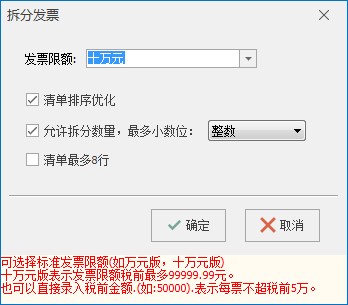 拆分发票
发票限额: 十万元
清单排序优化
允许拆分数量，最多小数位: 整数
清单最多8行
确定 取消
可选择标准发票限额(如万元版，十万元版)
十万元版表示发票限额税前最多99999.99元。
也可以直接录入税前金额.(如:50000).表示每票不超税前5万。